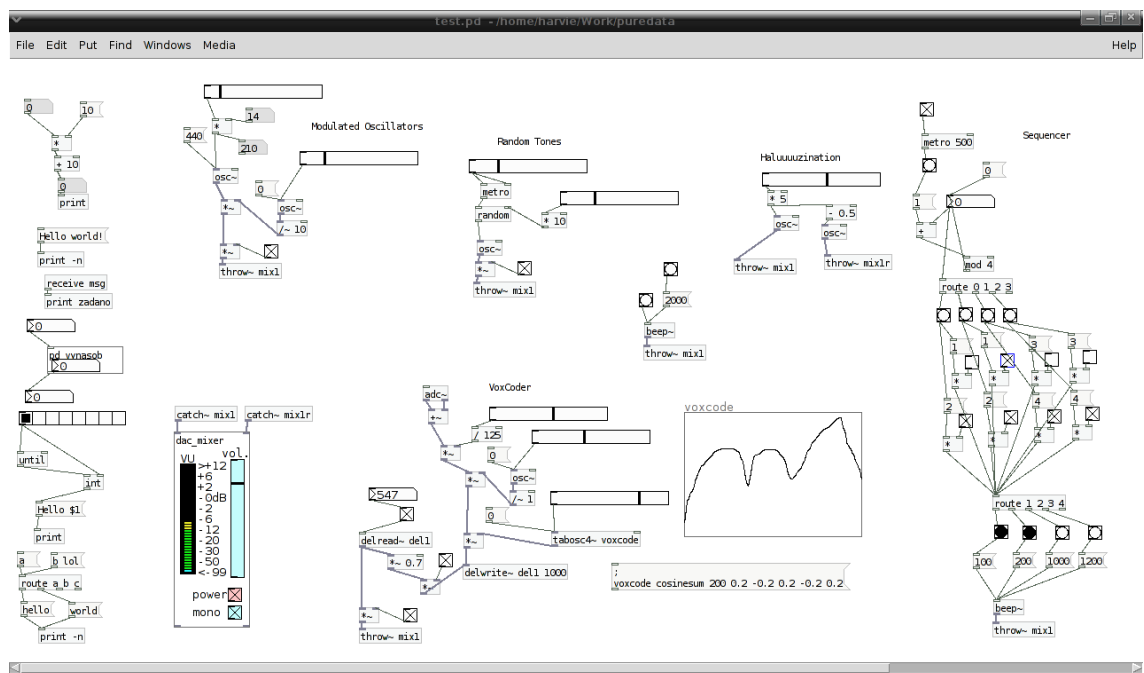 test.pd - /home/harvie/Work/puredata
File Edit Put Find Windows Media Help
0
10
*
+ 10
0
print
Hello world!
print -n
receive msg
print zadano
0
pd vynasob
0
0
until
int
Hello $1
print
a
b lol
route a b c
hello
world
print -n
Modulated Oscillators
*
14
440
210
osc~
0
*~
osc~
/~ 10
*~
throw~ mix1
Random Tones
metro
random
* 10
osc~
*~
throw~ mix1
2000
beep~
throw~ mix1
Haluuuuzination
* 5
- 0.5
osc~
osc~
throw~ mix1
throw~ mix1r
Sequencer
metro 500
0
1
0
+
mod 4
route 0 1 2 3
1
1
3
3
*
*
*
*
2
2
4
4
*
*
*
*
route 1 2 3 4
100
200
1000
1200
beep~
throw~ mix1
catch~ mix1
catch~ mix1r
dac_mixer
VU
vol.
>+12
+6
+2
-0dB
-2
-6
-12
-20
-30
-50
<-99
power
mono
VoxCoder
adc~
+~
/ 125
*~
0
osc~
*~
/~ 1
547
0
delread~ del1
*~
tabosc4~ voxcode
*~ 0.7
delwrite~ del1 1000
*~
*~
throw~ mix1
voxcode
;
voxcode cosinesum 200 0.2 -0.2 0.2 -0.2 0.2